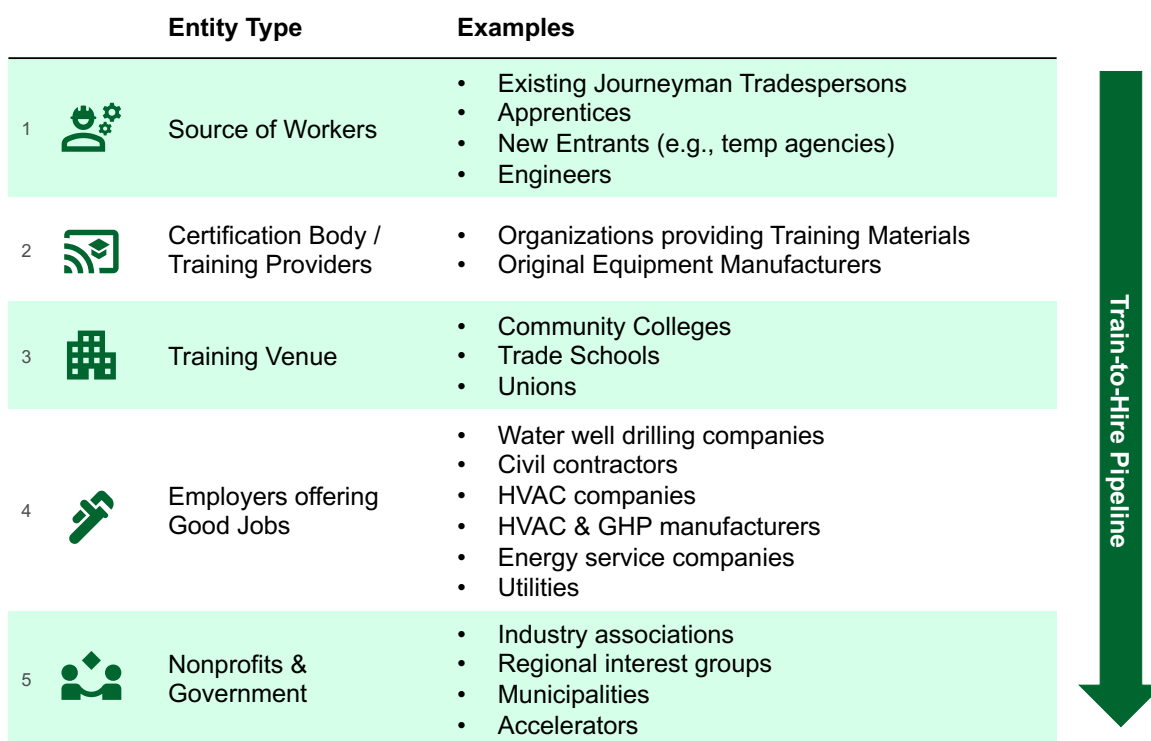 Entity Type Examples
1 Source of Workers
• Existing Journeyman Tradespersons
• Apprentices
• New Entrants (e.g., temp agencies)
• Engineers
2 Certification Body /
Training Providers
• Organizations providing Training Materials
• Original Equipment Manufacturers
3 Training Venue
• Community Colleges
• Trade Schools
• Unions
4 Employers offering
Good Jobs
• Water well drilling companies
• Civil contractors
• HVAC companies
• HVAC & GHP manufacturers
• Energy service companies
• Utilities
5 Nonprofits &
Government
• Industry associations
• Regional interest groups
• Municipalities
• Accelerators
Train-to-Hire Pipeline